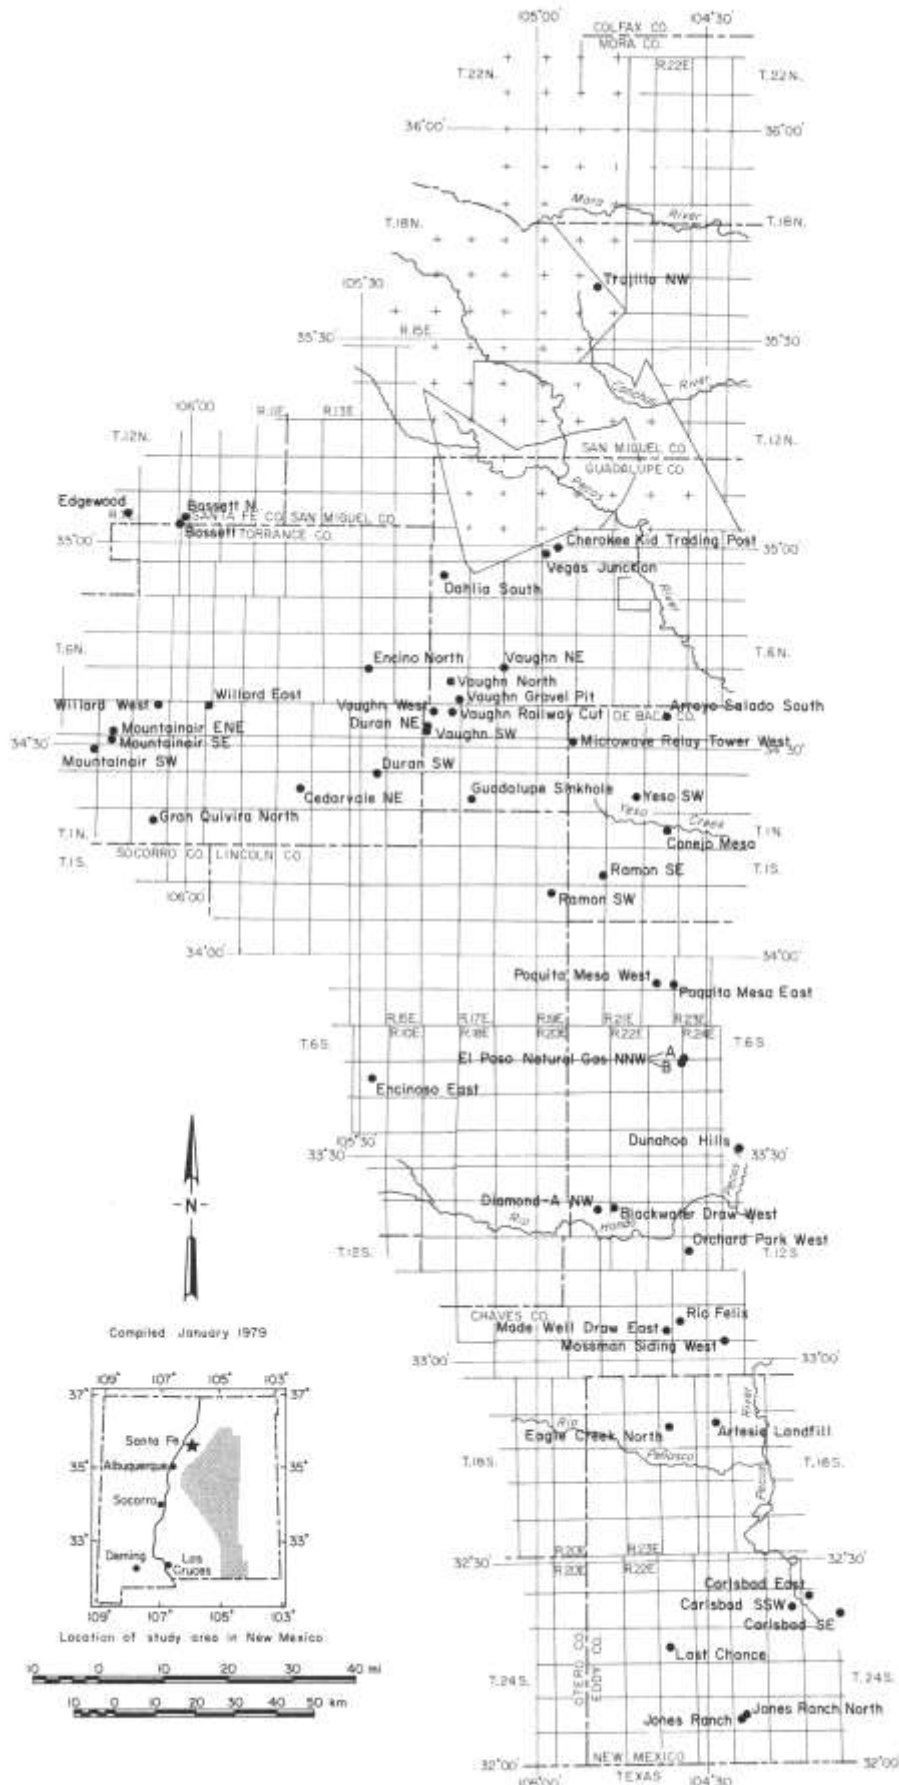 105°00' 104°30'
COLFAX CO.
MORA CO.
R.22E.
T.22N. T.22N.
36°00' 36°00'
Mora River
T.18N. T.18N.
105°30'
Trujillo NW
35°30' R.15E. 35°30'
River
106°00' R.11E. R.13E.
T.12N. SAN MIGUEL CO. T.12N.
GUADALUPE CO.
Pecos
Edgewood Bassett N.
SANTA FE CO. SAN MIGUEL CO.
Bassett TORRANCE CO.
35°00' Cherokee Kid Trading Post 35°00'
Vegas Junction
Dahlia South
River
T.6N. Encino North Vaughn NE T.6N.
Vaughn North
Willard West Willard East Vaughn West Vaughn Gravel Pit Arroyo Salado South
Mountainair ENE Duran NE Vaughn Railway Cut DE BACA CO.
34°30' Mountainair SE Vaughn SW Microwave Relay Tower West 34°30'
Mountainair SW Duran SW
Cedarvale NE Guadalupe Sinkhole Yeso SW
Yeso Creek
Gran Quivira North T.1N.
T.1N. Conejo Mesa
T.1S. SOCORRO CO. LINCOLN CO. Ramon SE T.1S.
106°00' Ramon SW
34°00' 34°00'
Poquita Mesa West Poquita Mesa East
R.15E. R.17E. R.19E. R.21E. R.23E.
R.10E. R.18E. R.20E. R.22E. R.24E.
T.6S. T.6S.
El Paso Natural Gas NNW A
B
Encinoso East
105°30' Dunahoo Hills
33°30' 33°30'
Pecos
Diamond-A NW Blackwater Draw West
Rio Hondo
N Orchard Park West
T.12S. T.12S.
CHAVES CO. Rio Felix
Compiled January 1979 Made Well Draw East
Mossman Siding West
33°00' 33°00'
109° 107° 105° 103°
37° 37°
River
Rio Eagle Creek North Artesia Landfill
Santa Fe Peñasco
Albuquerque 35° 35° T.18S. T.18S.
Pecos
Socorro
33° 33°
Deming Las Cruces R.20E. R.23E.
32°30' 32°30'
R.20E. R.22E.
109° 107° 105° 103° Carlsbad East
Carlsbad SSW
Location of study area in New Mexico Carlsbad SE
10 0 10 20 30 40 mi Last Chance
T.24S. OTERO CO. EDDY CO. T.24S.
10 0 10 20 30 40 50 km
Jones Ranch Jones Ranch North
32°00' NEW MEXICO 32°00'
TEXAS
105°00' 104°30'